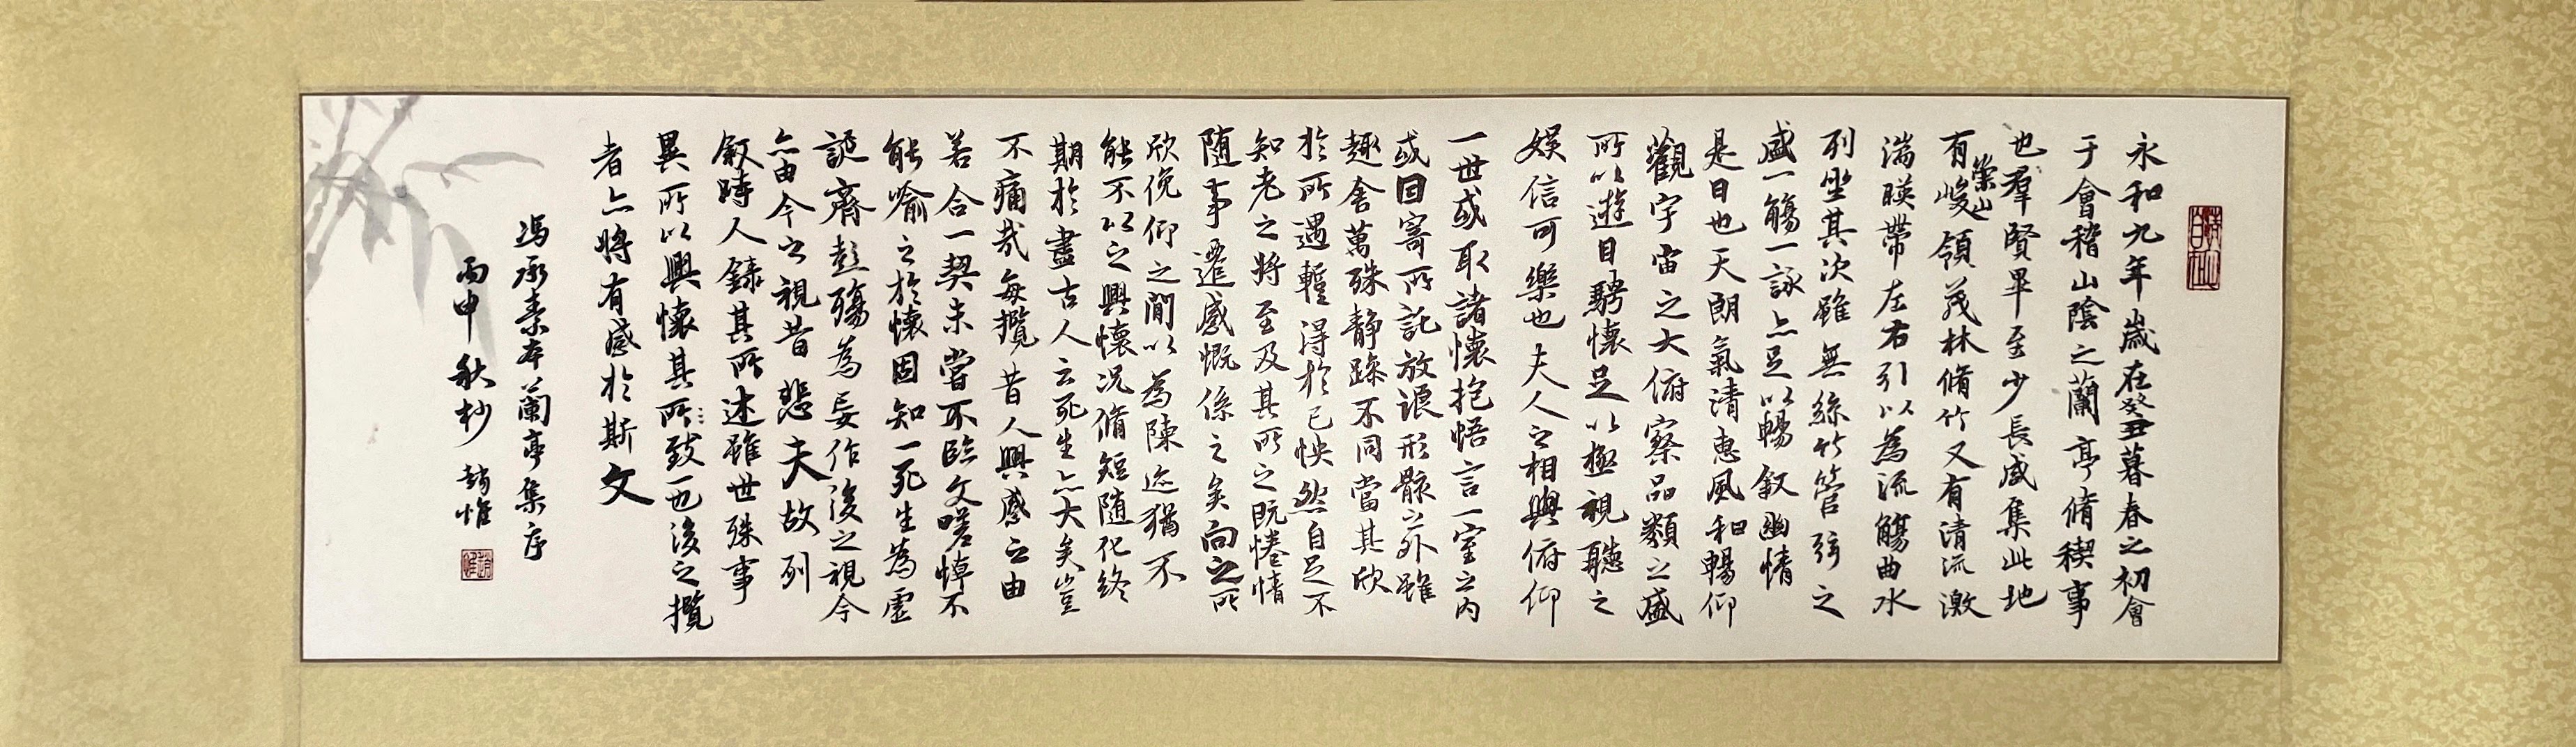 永和九年歲在癸丑暮春之初會
于會稽山陰之蘭亭脩禊事
也羣賢畢至少長咸集此地
有崇山峻領茂林脩竹又有清流激
湍暎帶左右引以為流觴曲水
列坐其次雖無絲竹管弦之
盛一觴一詠亦足以暢叙幽情
是日也天朗氣清惠風和暢仰
觀宇宙之大俯察品類之盛
所以遊目騁懷足以極視聽之
娛信可樂也夫人之相與俯仰
一世或取諸懷抱悟言一室之內
或因寄所託放浪形骸之外雖
趣舍萬殊静躁不同當其欣
於所遇蹔得於己怏然自足不
知老之將至及其所之既惓情
随事遷感慨係之矣向之所
欣俛仰之閒以為陳迹猶不
能不以之興懷況脩短随化終
期於盡古人云死生亦大矣豈
不痛哉每攬昔人興感之由
若合一契未嘗不臨文嗟悼不
能喻之於懷固知一死生為虛
誕齊彭殤為妄作後之視今
亦由今之視昔悲夫故列
叙時人錄其所述雖世殊事
異所以興懷其所致一也後之攬
者亦將有感於斯文
馮承素本蘭亭集序
丙申秋杪 趙惟
趙惟